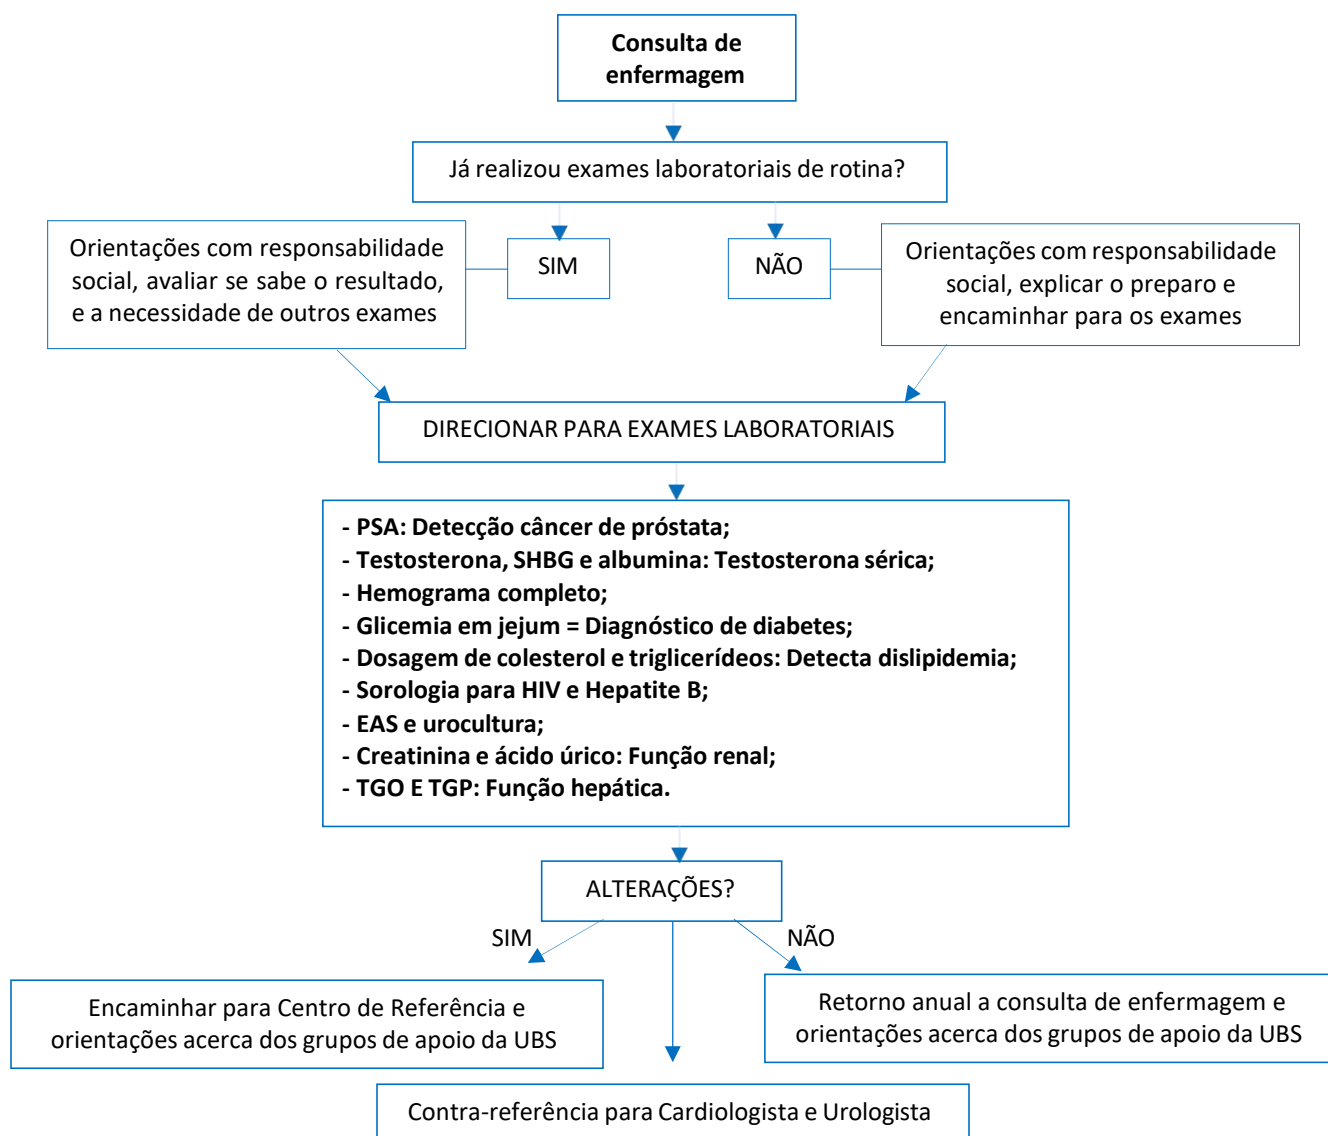 Consulta de
enfermagem
Já realizou exames laboratoriais de rotina?
Orientações com responsabilidade
social, avaliar se sabe o resultado,
e a necessidade de outros exames
SIM
NÃO
Orientações com responsabilidade
social, explicar o preparo e
encaminhar para os exames
DIRECIONAR PARA EXAMES LABORATORIAIS
- PSA: Detecção câncer de próstata;
- Testosterona, SHBG e albumina: Testosterona sérica;
- Hemograma completo;
- Glicemia em jejum = Diagnóstico de diabetes;
- Dosagem de colesterol e triglicerídeos: Detecta dislipidemia;
- Sorologia para HIV e Hepatite B;
- EAS e urocultura;
- Creatinina e ácido úrico: Função renal;
- TGO E TGP: Função hepática.
ALTERAÇÕES?
SIM
NÃO
Encaminhar para Centro de Referência e
orientações acerca dos grupos de apoio da UBS
Retorno anual a consulta de enfermagem e
orientações acerca dos grupos de apoio da UBS
Contra-referência para Cardiologista e Urologista